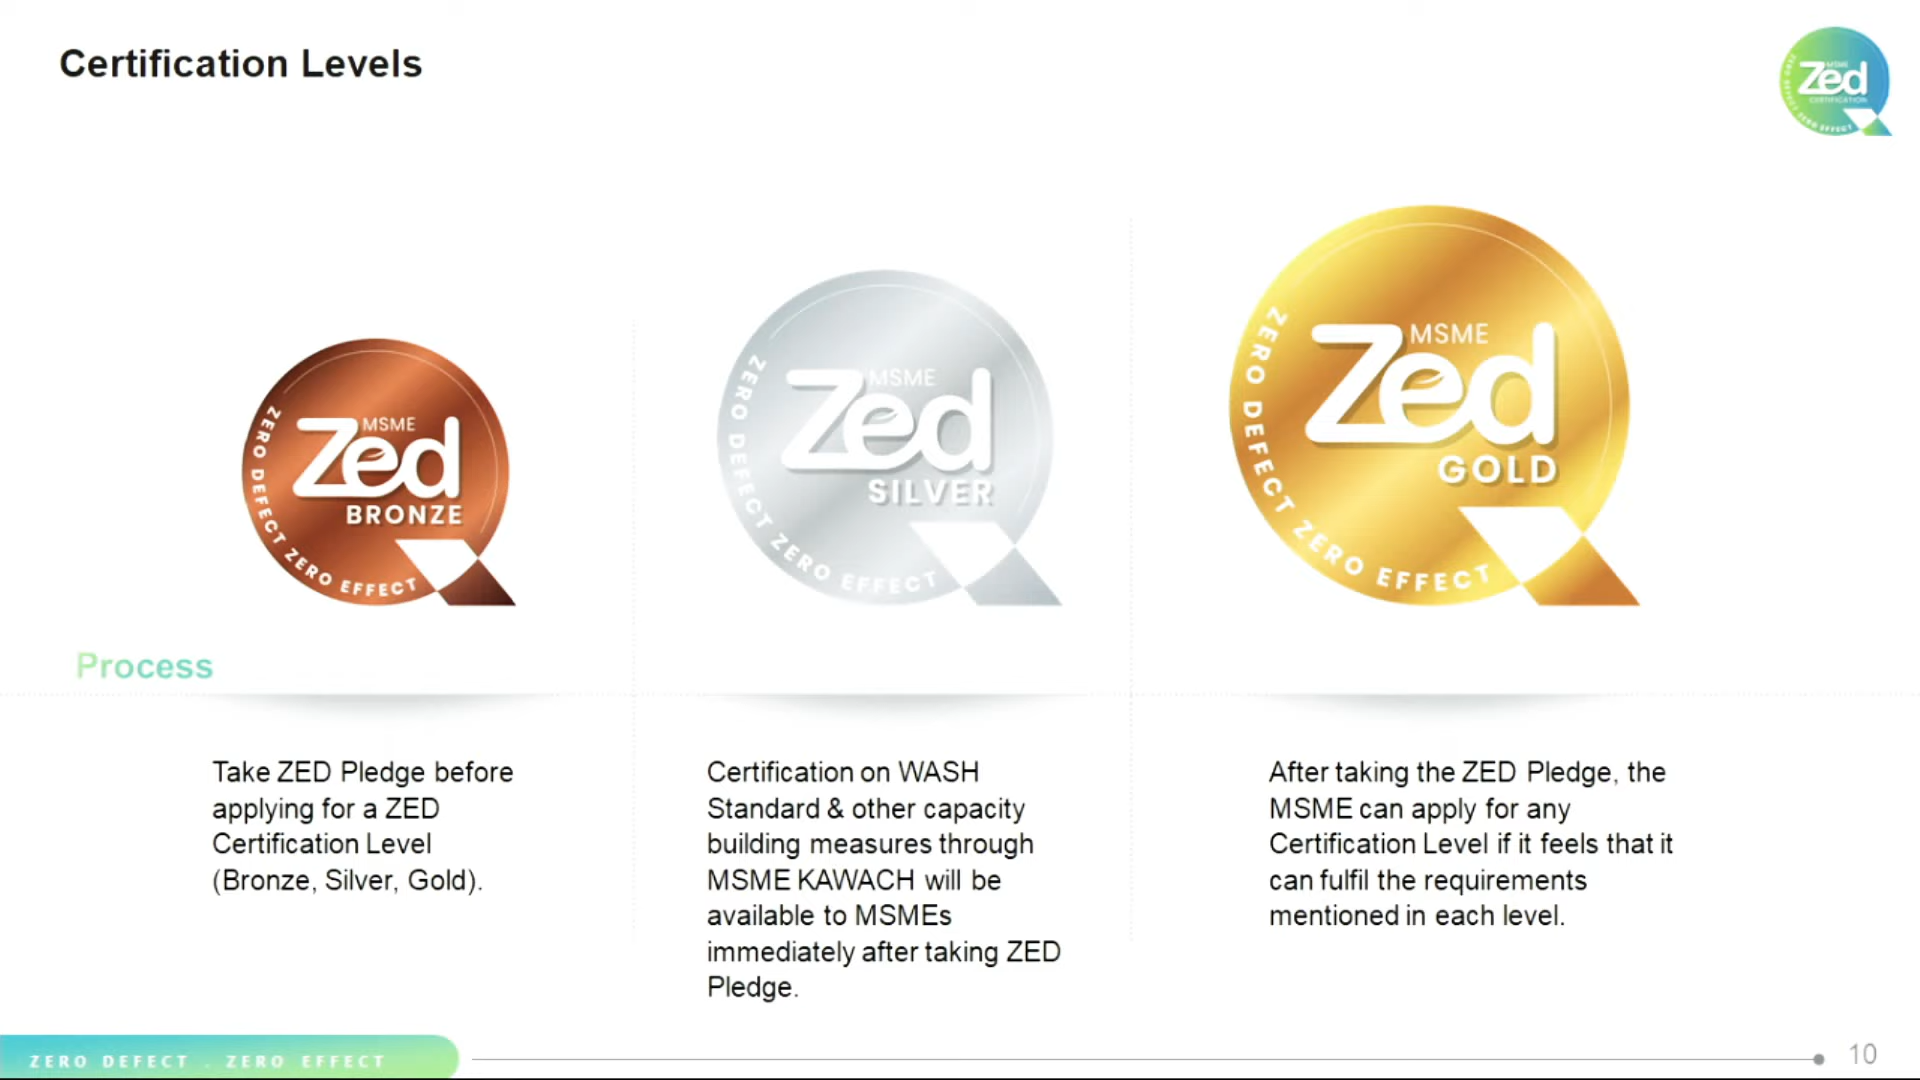 Certification Levels
MSME
Zed
CERTIFICATION
ZERO DEFECT ZERO EFFECT
MSME
Zed
BRONZE
ZERO DEFECT ZERO EFFECT
MSME
Zed
SILVER
ZERO DEFECT ZERO EFFECT
MSME
Zed
GOLD
ZERO DEFECT ZERO EFFECT
Process
Take ZED Pledge before
applying for a ZED
Certification Level
(Bronze, Silver, Gold).
Certification on WASH
Standard & other capacity
building measures through
MSME KAWACH will be
available to MSMEs
immediately after taking ZED
Pledge.
After taking the ZED Pledge, the
MSME can apply for any
Certification Level if it feels that it
can fulfil the requirements
mentioned in each level.
ZERO DEFECT . ZERO EFFECT
10